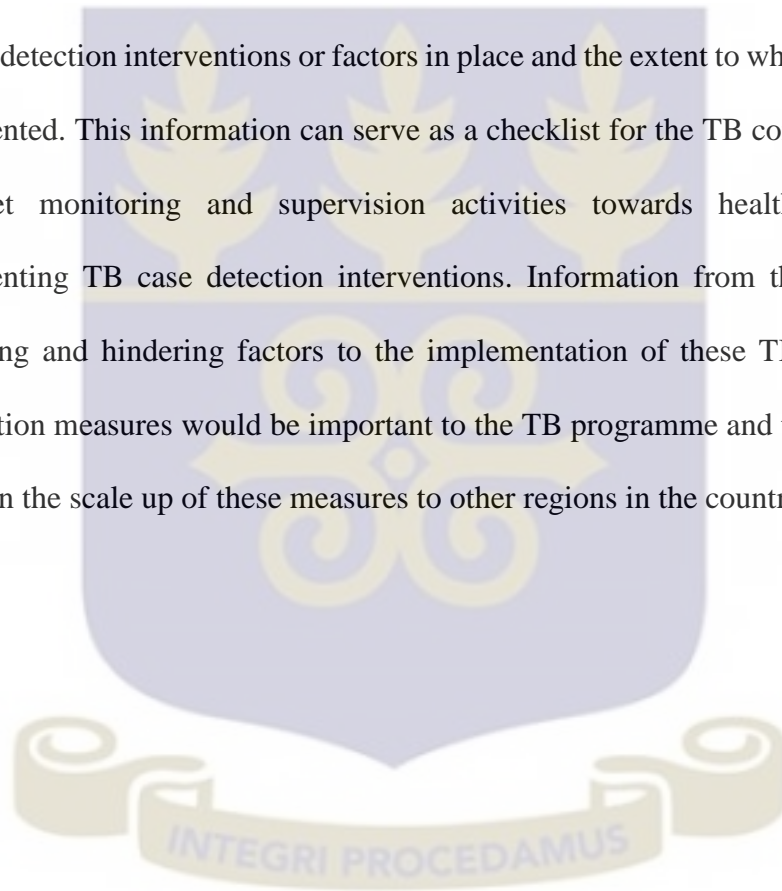 detection interventions or factors in place and the extent to wh
ented. This information can serve as a checklist for the TB co
et monitoring and supervision activities towards health
enting TB case detection interventions. Information from th
ng and hindering factors to the implementation of these T
tion measures would be important to the TB programme and
n the scale up of these measures to other regions in the countr
INTEGRI PROCEDAMUS